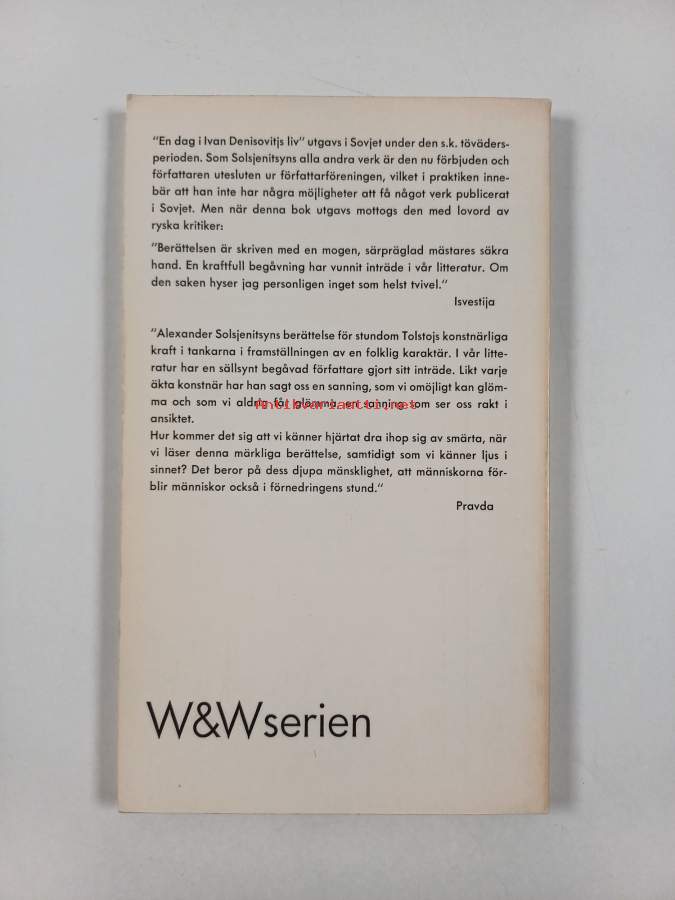 "En dag i Ivan Denisovitjs liv" utgavs i Sovjet under den s.k. töväders-
perioden. Som Solsjenitsyns alla andra verk är den nu förbjuden och
författaren utesluten ur författarföreningen, vilket i praktiken inne-
bär att han inte har några möjligheter att få något verk publicerat
i Sovjet. Men när denna bok utgavs mottogs den med lovord av
ryska kritiker:
"Berättelsen är skriven med en mogen, särpräglad mästares säkra
hand. En kraftfull begåvning har vunnit inträde i vår litteratur. Om
den saken hyser jag personligen inget som helst tvivel."
Isvestija
"Alexander Solsjenitsyns berättelse för stundom Tolstojs konstnärliga
kraft i tankarna i framställningen av en folklig karaktär. I vår litte-
ratur har en sällsynt begåvad författare gjort sitt inträde. Likt varje
äkta konstnär har han sagt oss en sanning, som vi omöjligt kan glöm-
ma och som vi aldrig får glömma, en sanning som ser oss rakt i
ansiktet.
Hur kommer det sig att vi känner hjärtat dra ihop sig av smärta, när
vi läser denna märkliga berättelse, samtidigt som vi känner ljus i
sinnet? Det beror på dess djupa mänsklighet, att människorna för-
blir människor också i förnedringens stund."
Pravda
W&Wserien